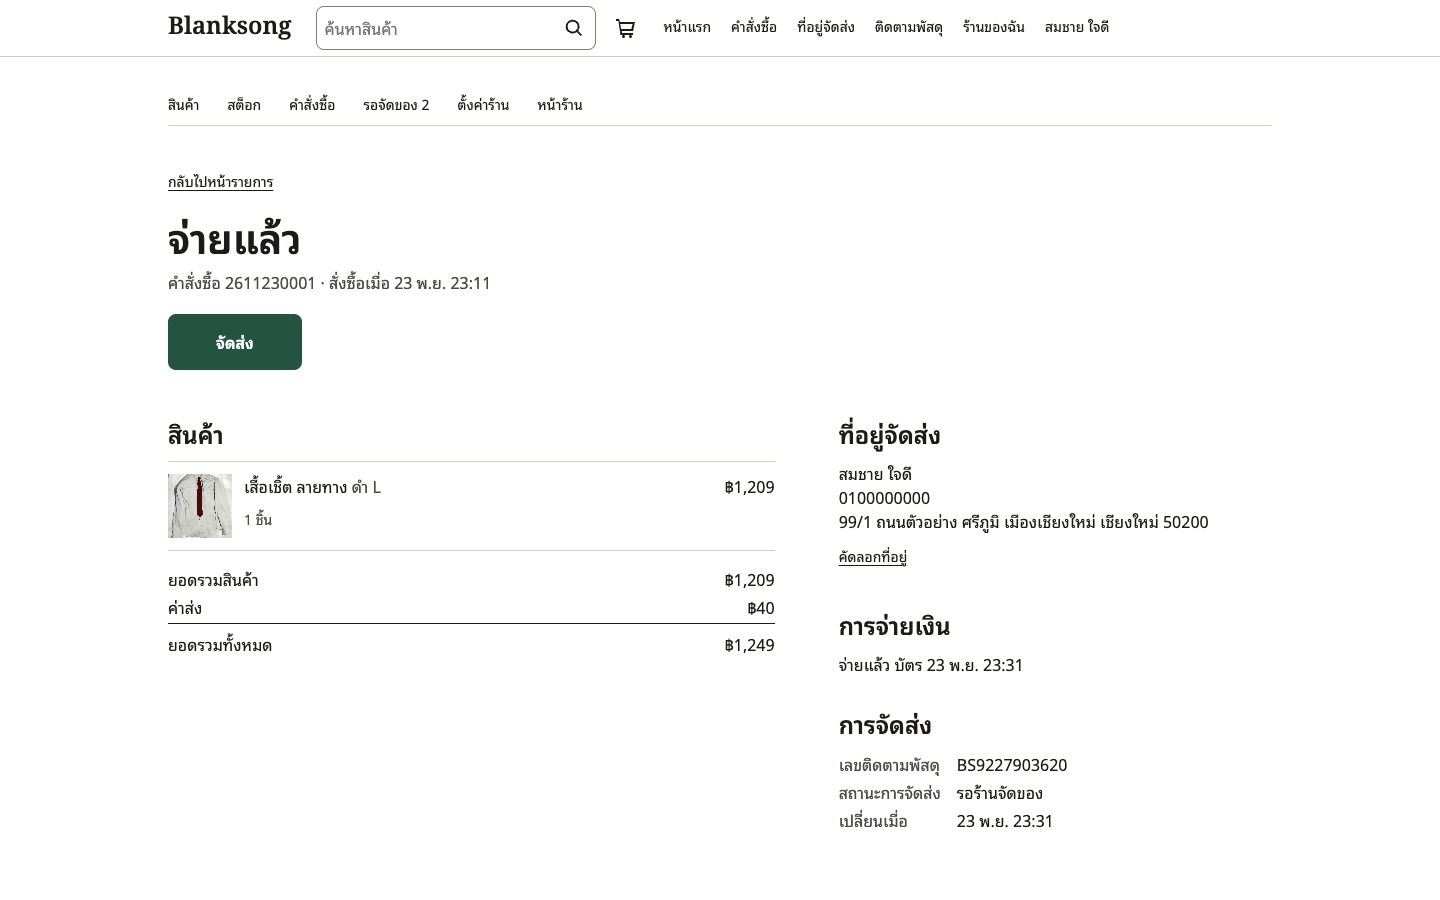 Blanksong
ค้นหาสินค้า
หน้าแรก คำสั่งซื้อ ที่อยู่จัดส่ง ติดตามพัสดุ ร้านของฉัน สมชาย ใจดี
สินค้า สต็อก คำสั่งซื้อ รอจัดของ 2 ตั้งค่าร้าน หน้าร้าน
กลับไปหน้ารายการ
จ่ายแล้ว
คำสั่งซื้อ 2611230001 · สั่งซื้อเมื่อ 23 พ.ย. 23:11
จัดส่ง
สินค้า
เสื้อเชิ้ต ลายทาง ดำ L ฿1,209
1 ชิ้น
ยอดรวมสินค้า ฿1,209
ค่าส่ง ฿40
ยอดรวมทั้งหมด ฿1,249
ที่อยู่จัดส่ง
สมชาย ใจดี
0100000000
99/1 ถนนตัวอย่าง ศรีภูมิ เมืองเชียงใหม่ เชียงใหม่ 50200
คัดลอกที่อยู่
การจ่ายเงิน
จ่ายแล้ว บัตร 23 พ.ย. 23:31
การจัดส่ง
เลขติดตามพัสดุ BS9227903620
สถานะการจัดส่ง รอร้านจัดของ
เปลี่ยนเมื่อ 23 พ.ย. 23:31